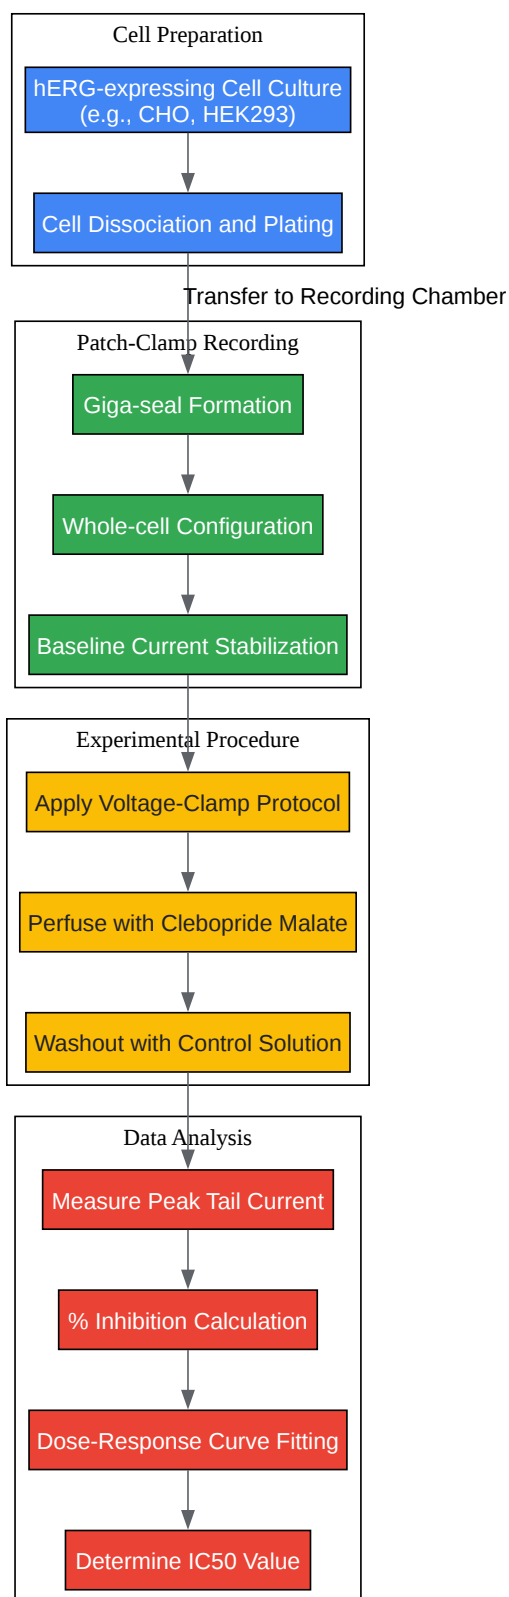 Cell Preparation
hERG-expressing Cell Culture
(e.g., CHO, HEK293)
Cell Dissociation and Plating
Transfer to Recording Chamber
Patch-Clamp Recording
Giga-seal Formation
Whole-cell Configuration
Baseline Current Stabilization
Experimental Procedure
Apply Voltage-Clamp Protocol
Perfuse with Clebopride Malate
Washout with Control Solution
Data Analysis
Measure Peak Tail Current
% Inhibition Calculation
Dose-Response Curve Fitting
Determine IC50 Value